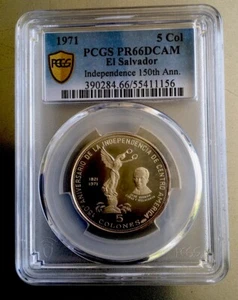 1971 5 Col
PCGS PR66DCAM
El Salvador
Independence 150th Ann.
390284.66/55411156
PCGS
ANIVERSARIO DE LA INDEPENDENCIA DE CENTRO AMERICA
1821
1971
5
COLONES